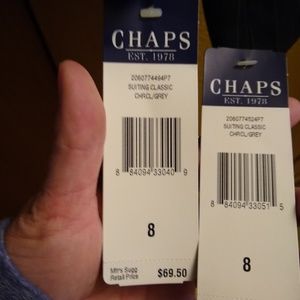 CHAPS
EST. 1978
2060774494P7
SUITING CLASSIC
CHRCL/GREY
8 84094 33040 9
8
Mfr's Sugg
Retail Price
$69.50
CHAPS
EST. 1978
2060774524P7
SUITING CLASSIC
CHRCL/GREY
8 84094 33051 5
8